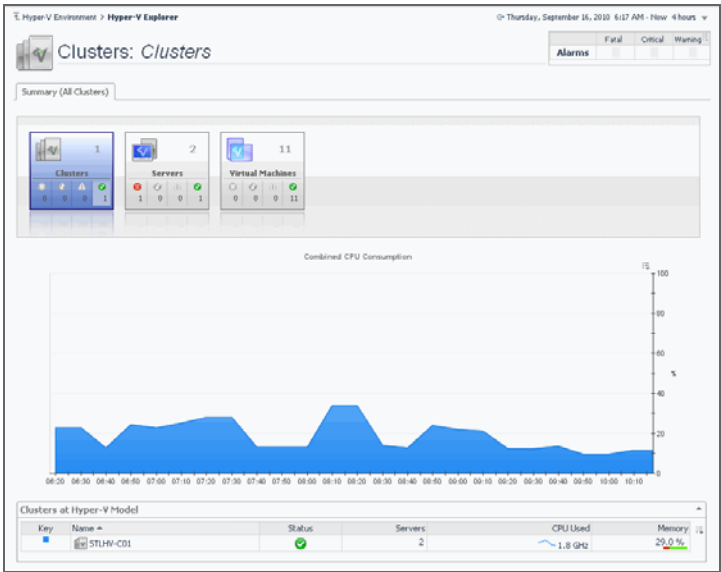 Hyper-V Environment > Hyper-V Explorer
Thursday, September 16, 2010 6:17 AM - Now 4 hours
Clusters: Clusters
Fatal Critical Warning
Alarms
Summary (All Clusters)
1 2 11
Clusters Servers Virtual Machines
0 0 0 1 1 0 0 1 0 0 0 11
Combined CPU Consumption
100
80
60
%
40
20
0
06:20 06:30 06:40 06:50 07:00 07:10 07:20 07:30 07:40 07:50 08:00 08:10 08:20 08:30 08:40 08:50 09:00 09:10 09:20 09:30 09:40 09:50 10:00 10:10
Clusters at Hyper-V Model
Key Name Status Servers CPU Used Memory
STLHV-C01 2 1.8 GHz 29.0 %